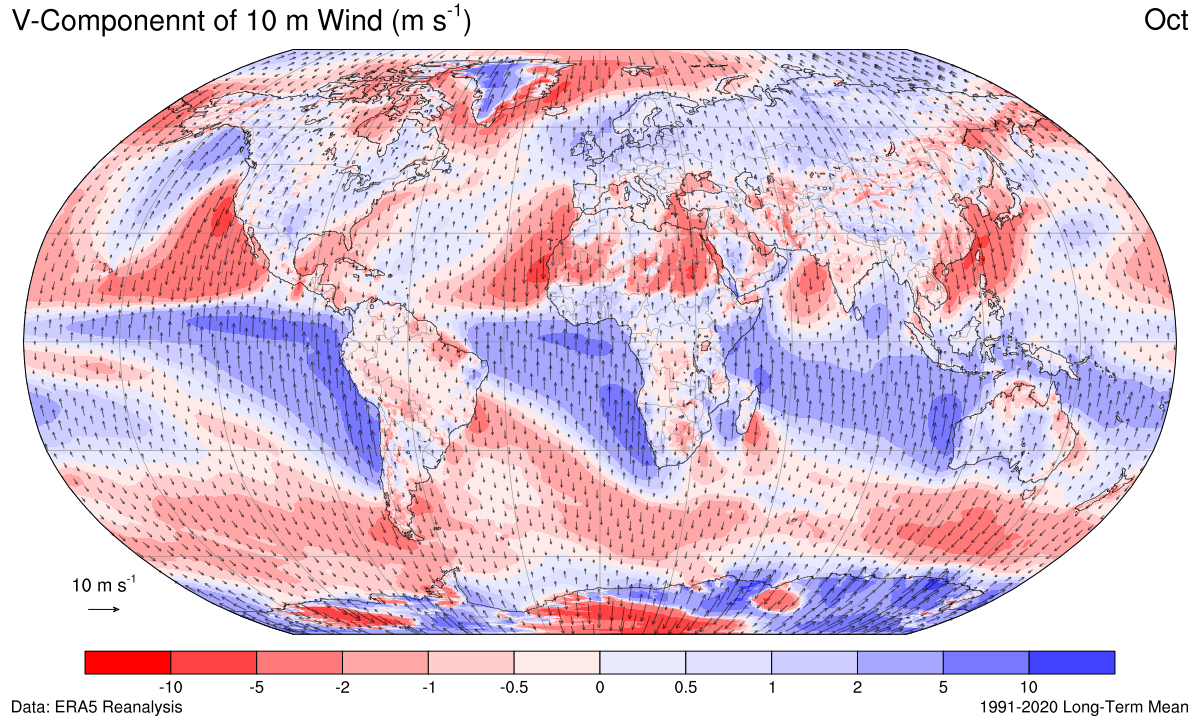 V-Componennt of 10 m Wind (m s⁻¹)
Oct
10 m s⁻¹
-10 -5 -2 -1 -0.5 0 0.5 1 2 5 10
Data: ERA5 Reanalysis
1991-2020 Long-Term Mean